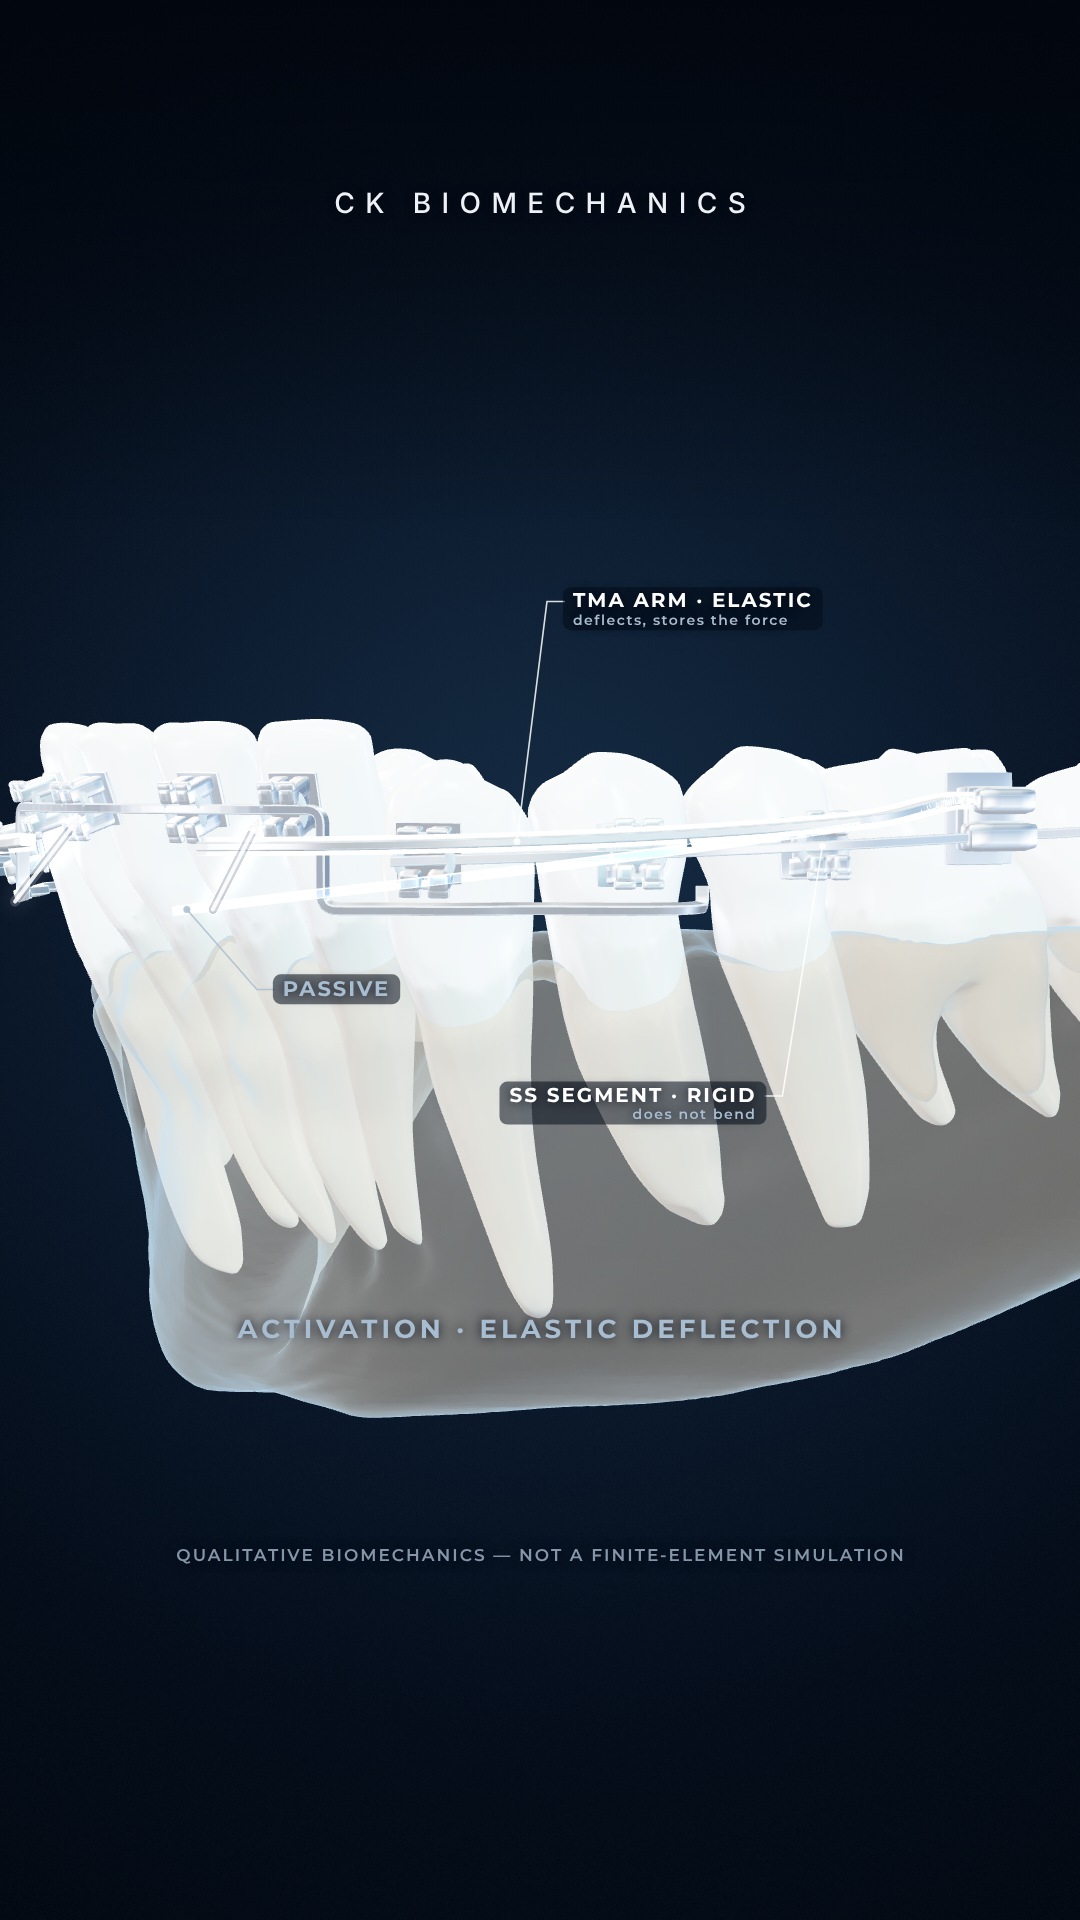 CK BIOMECHANICS
TMA ARM · ELASTIC
deflects, stores the force
PASSIVE
SS SEGMENT · RIGID
does not bend
ACTIVATION · ELASTIC DEFLECTION
QUALITATIVE BIOMECHANICS — NOT A FINITE-ELEMENT SIMULATION